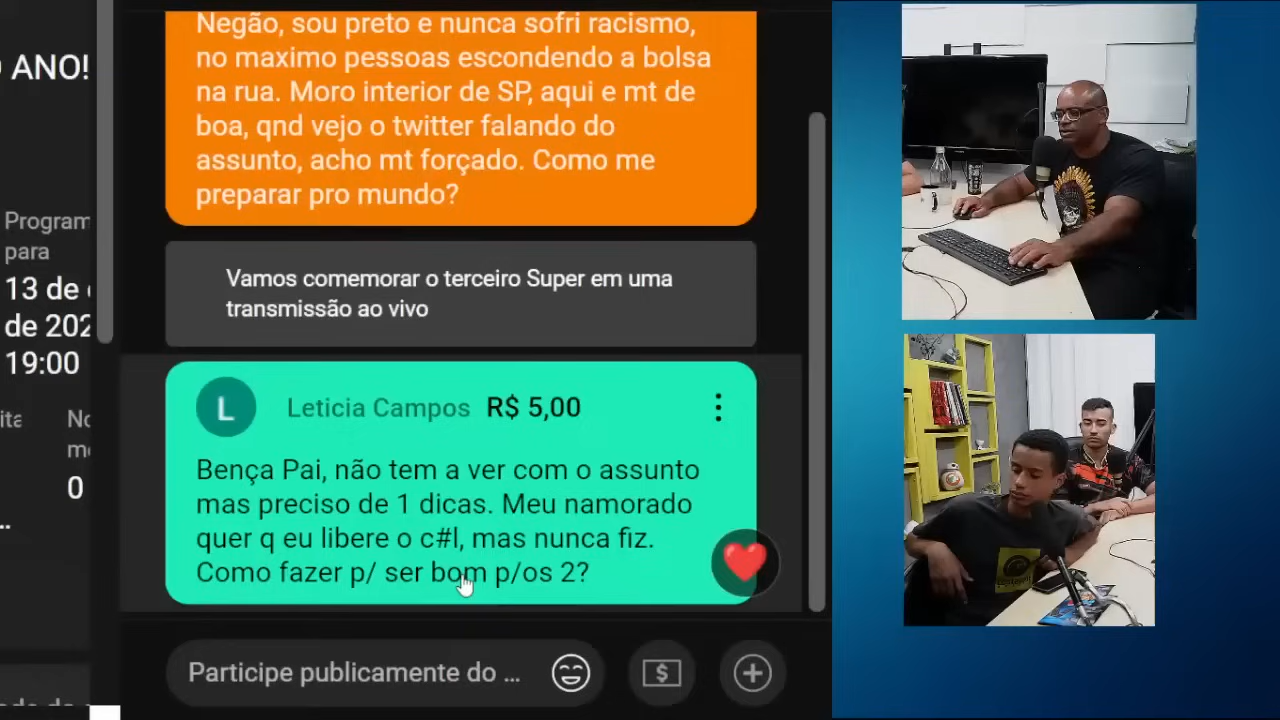 O ANO!
Program
para
13 de
de 202
19:00
0
Negão, sou preto e nunca sofri racismo,
no maximo pessoas escondendo a bolsa
na rua. Moro interior de SP, aqui e mt de
boa, qnd vejo o twitter falando do
assunto, acho mt forçado. Como me
preparar pro mundo?
Vamos comemorar o terceiro Super em uma
transmissão ao vivo
L
Leticia Campos R$ 5,00
Bença Pai, não tem a ver com o assunto
mas preciso de 1 dicas. Meu namorado
quer q eu libere o c#l, mas nunca fiz.
Como fazer p/ ser bom p/os 2?
Participe publicamente do ...
$